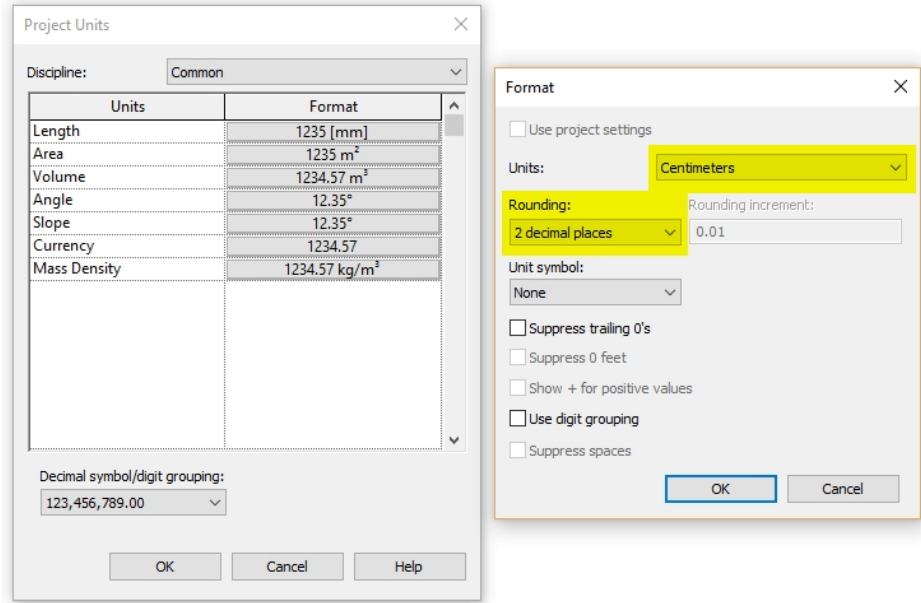 Project Units
Discipline: Common
Units Format
Length 1235 [mm]
Area 1235 m²
Volume 1234.57 m³
Angle 12.35°
Slope 12.35°
Currency 1234.57
Mass Density 1234.57 kg/m³
Decimal symbol/digit grouping:
123,456,789.00
OK Cancel Help
Format
Use project settings
Units: Centimeters
Rounding: Rounding increment:
2 decimal places 0.01
Unit symbol:
None
Suppress trailing 0's
Suppress 0 feet
Show + for positive values
Use digit grouping
Suppress spaces
OK Cancel